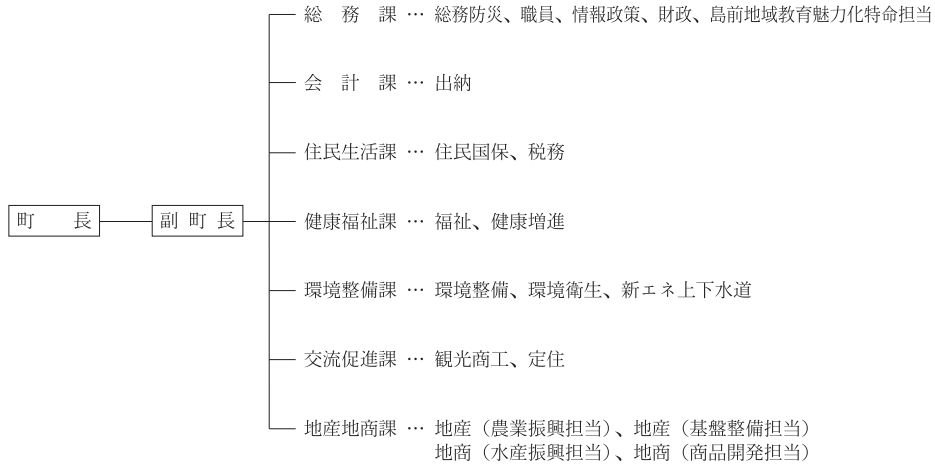 総　務　課 … 総務防災、職員、情報政策、財政、島前地域教育魅力化特命担当
会　計　課 … 出納
住民生活課 … 住民国保、税務
町　　長
副 町 長
健康福祉課 … 福祉、健康増進
環境整備課 … 環境整備、環境衛生、新エネ上下水道
交流促進課 … 観光商工、定住
地産地商課 … 地産（農業振興担当）、地産（基盤整備担当）
地商（水産振興担当）、地商（商品開発担当）